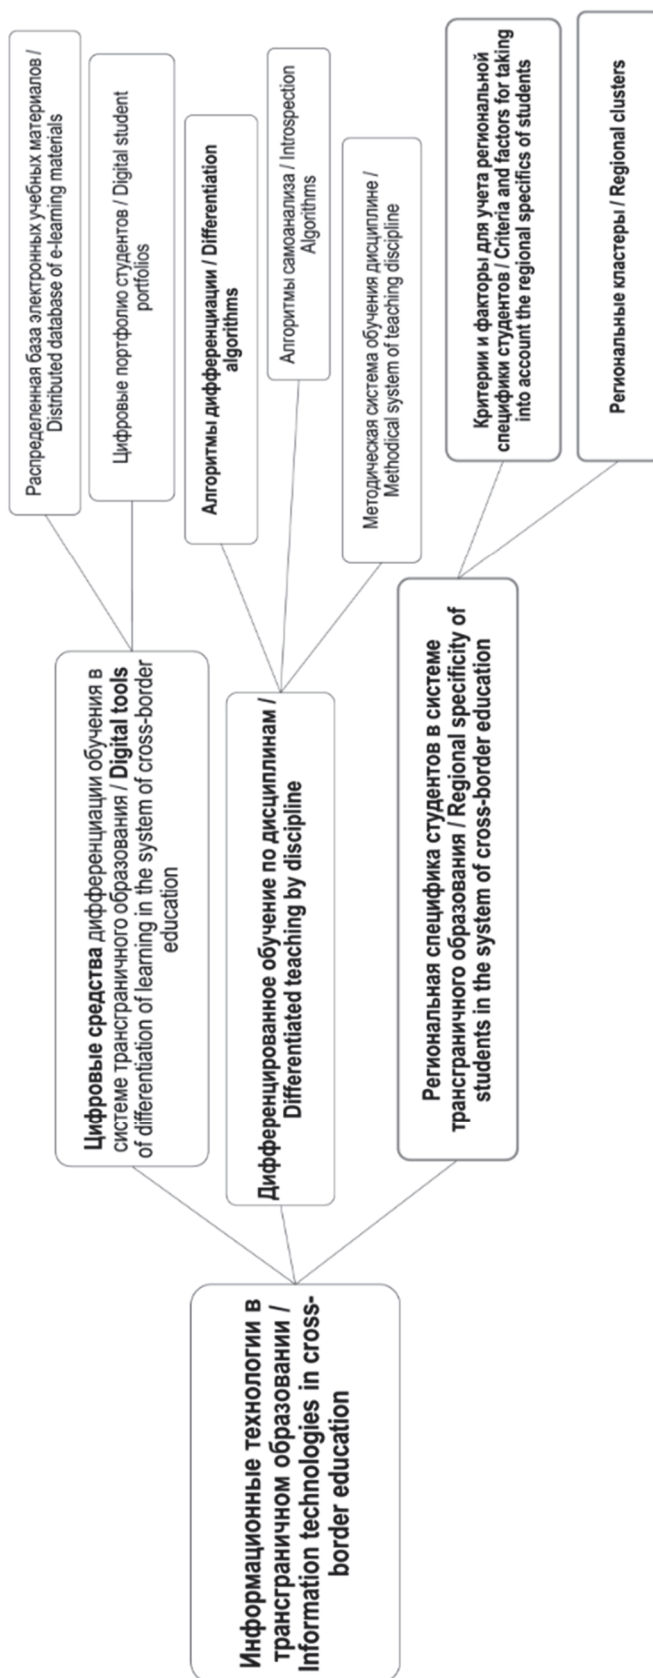 Информационные технологии в
трансграничном образовании /
Information technologies in cross-
border education
Цифровые средства дифференциации обучения в
системе трансграничного образования / Digital tools
of differentiation of learning in the system of cross-border
education
Распределенная база электронных учебных материалов /
Distributed database of e-learning materials
Цифровые портфолио студентов / Digital student
portfolios
Дифференцированное обучение по дисциплинам /
Differentiated teaching by discipline
Алгоритмы дифференциации / Differentiation
algorithms
Алгоритмы самоанализа / Introspection
Algorithms
Методическая система обучения дисциплине /
Methodical system of teaching discipline
Региональная специфика студентов в системе
трансграничного образования / Regional specificity of
students in the system of cross-border education
Критерии и факторы для учета региональной
специфики студентов / Criteria and factors for taking
into account the regional specifics of students
Региональные кластеры / Regional clusters